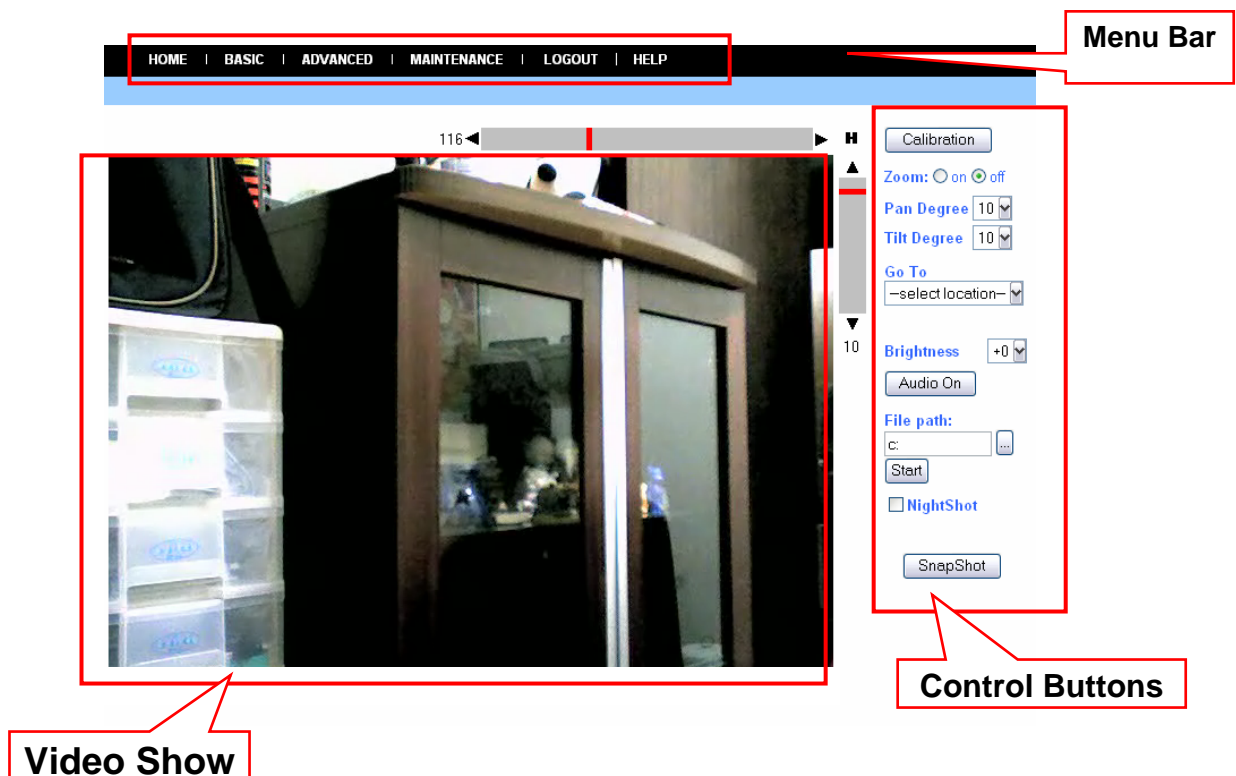 Menu Bar
HOME | BASIC | ADVANCED | MAINTENANCE | LOGOUT | HELP
116
H
Calibration
Zoom: on off
Pan Degree 10
Tilt Degree 10
Go To
--select location--
10
Brightness +0
Audio On
File path:
c: ...
Start
NightShot
SnapShot
Control Buttons
Video Show